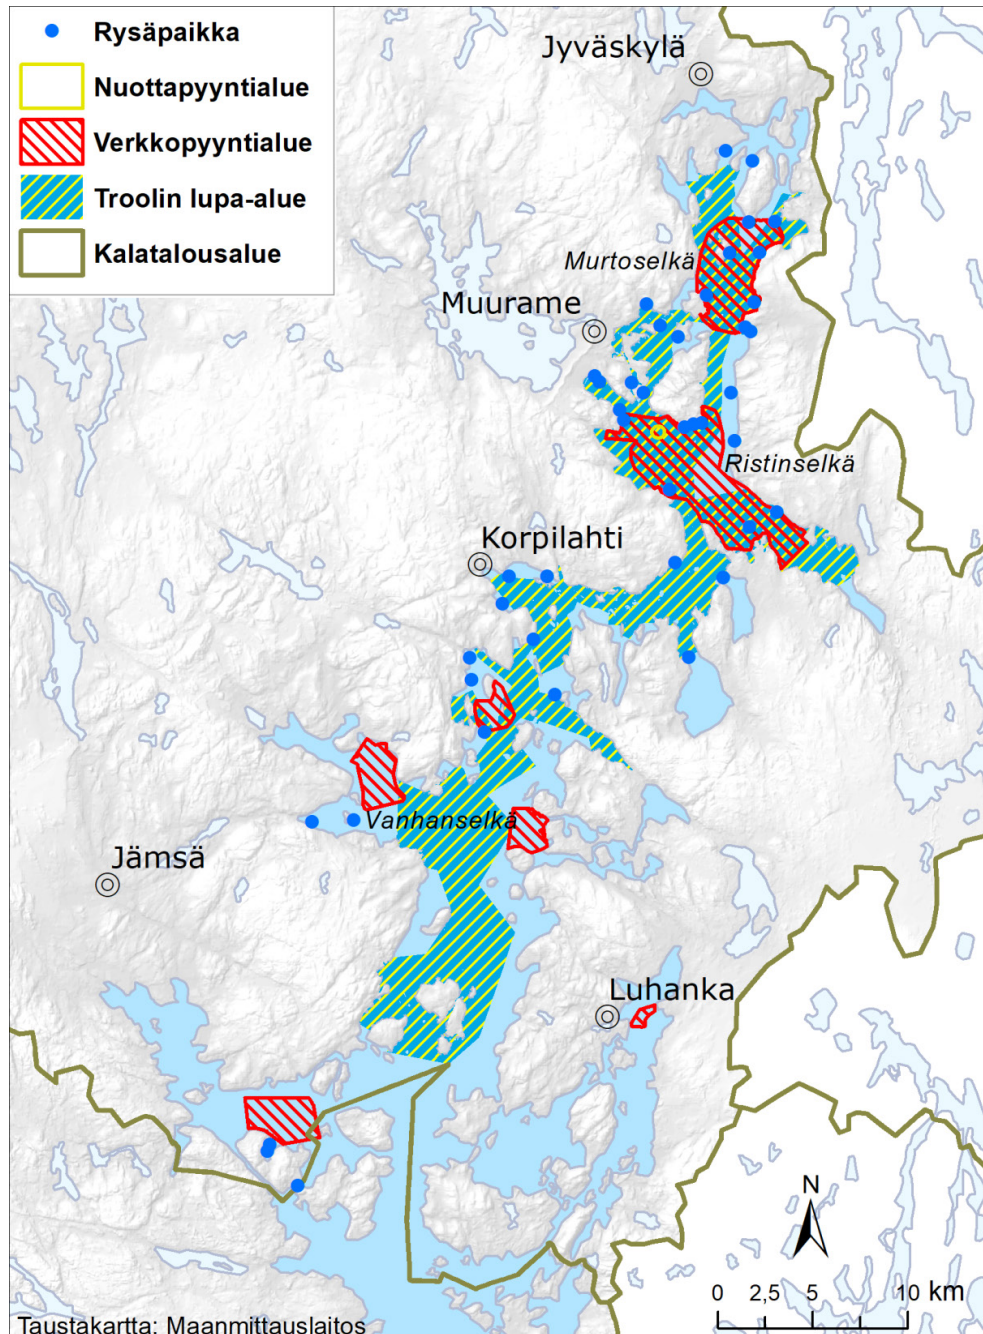 Rysäpaikka
Nuottapyyntialue
Verkkopyyntialue
Troolin lupa-alue
Kalatalousalue
Jyväskylä
Murtoselkä
Muurame
Ristinselkä
Korpilahti
Vanhanselkä
Jämsä
Luhanka
N
0 2,5 5 10 km
Taustakartta: Maanmittauslaitos